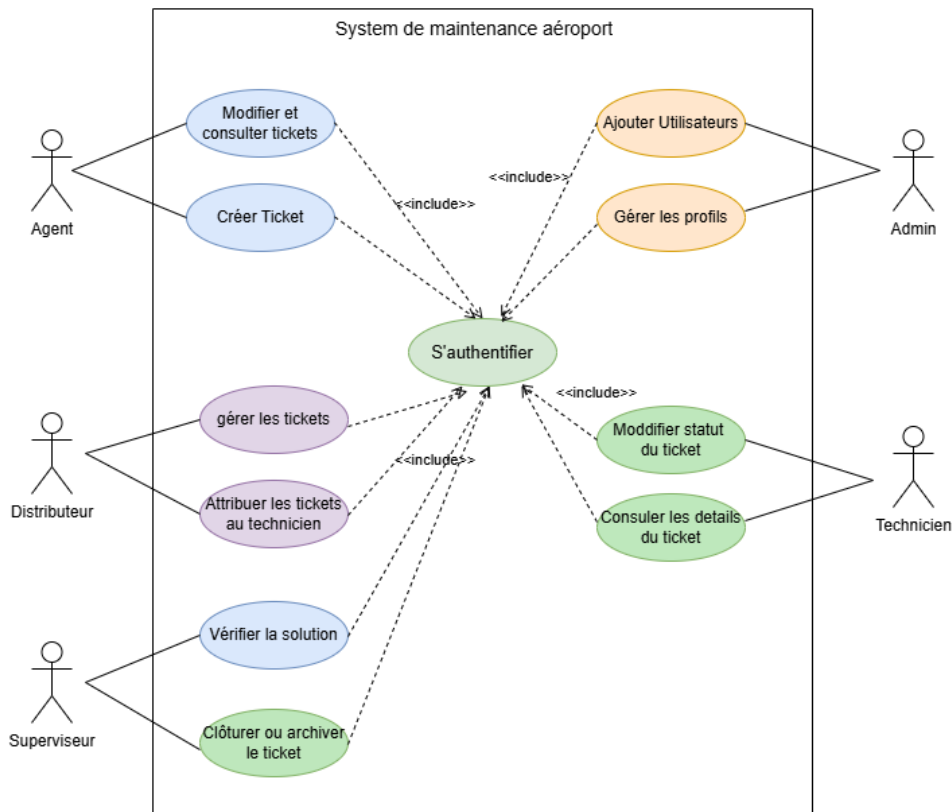 System de maintenance aéroport
Modifier et
consulter tickets
Ajouter Utilisateurs
<<include>>
<<include>>
Créer Ticket
Gérer les profils
Agent
Admin
S'authentifier
<<include>>
gérer les tickets
Moddifier statut
du ticket
<<include>>
Attribuer les tickets
au technicien
Consuler les details
du ticket
Distributeur
Technicien
Vérifier la solution
Superviseur
Clôturer ou archiver
le ticket